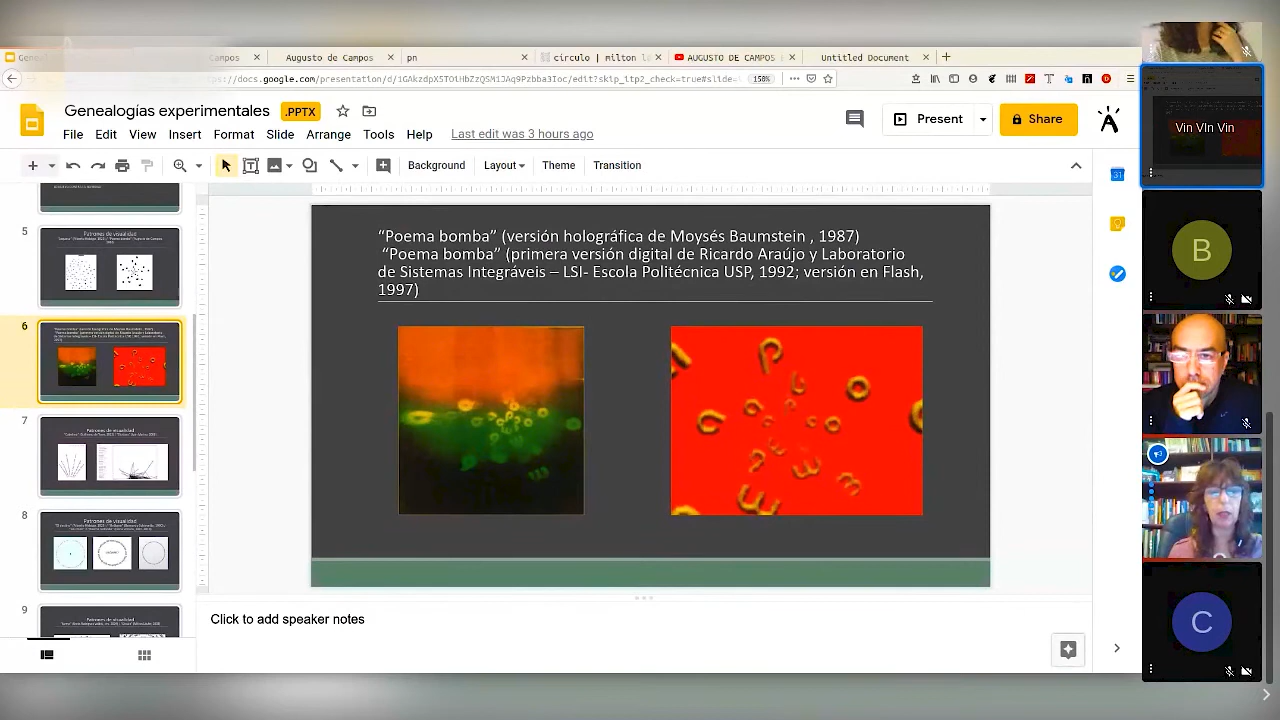 Campos
Augusto de Campos
pn
circulo | milton l
AUGUSTO DE CAMPOS
Untitled Document
150%
Genealogías experimentales
.PPTX
Present
Share
File Edit View Insert Format Slide Arrange Tools Help
Last edit was 3 hours ago
Background
Layout
Theme
Transition
5
Patrones de visualidad
6
7
Patrones de visualidad
8
Patrones de visualidad
9
Patrones de visualidad
“Poema bomba” (versión holográfica de Moysés Baumstein , 1987)
“Poema bomba” (primera versión digital de Ricardo Araújo y Laboratorio
de Sistemas Integráveis – LSI- Escola Politécnica USP, 1992; versión en Flash,
1997)
Click to add speaker notes
31
Vin VIn Vin
B
C